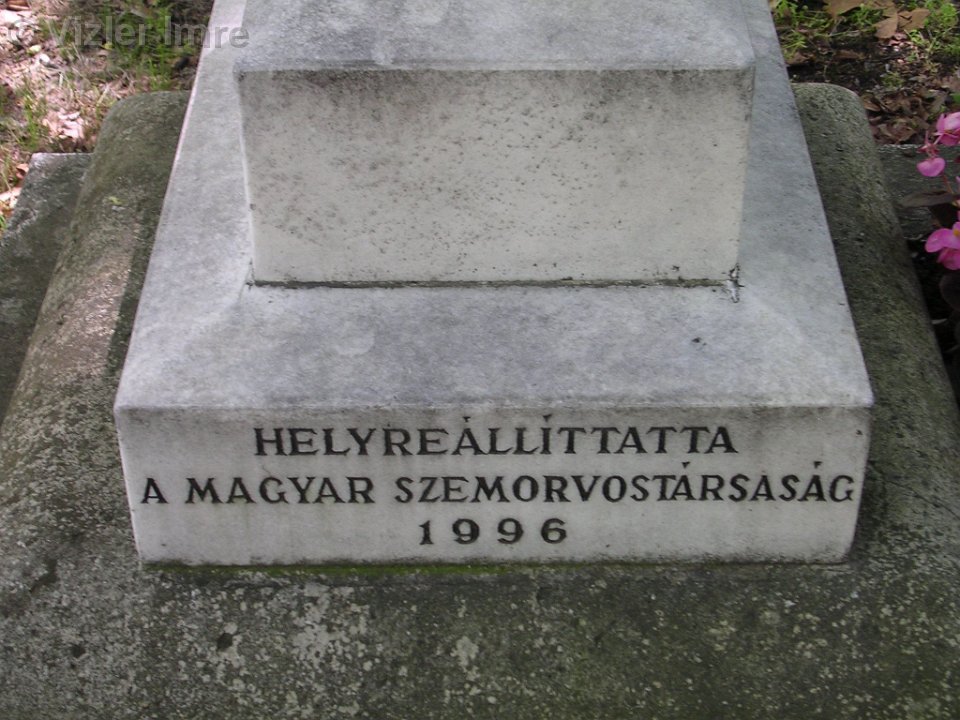 © Vizler Imre
HELYREÁLLÍTTATTA
A MAGYAR SZEMORVOSTÁRSASÁG
1996